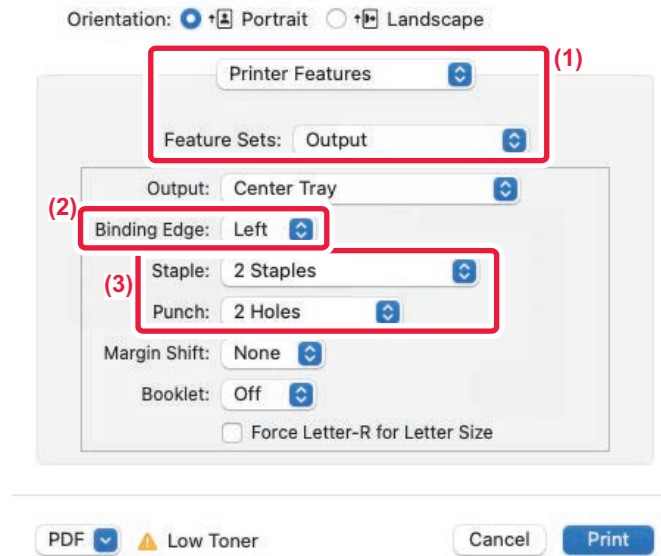 Orientation: Portrait Landscape
(1)
Printer Features
Feature Sets: Output
Output: Center Tray
(2)
Binding Edge: Left
Staple: 2 Staples
(3)
Punch: 2 Holes
Margin Shift: None
Booklet: Off
Force Letter-R for Letter Size
PDF Low Toner Cancel Print